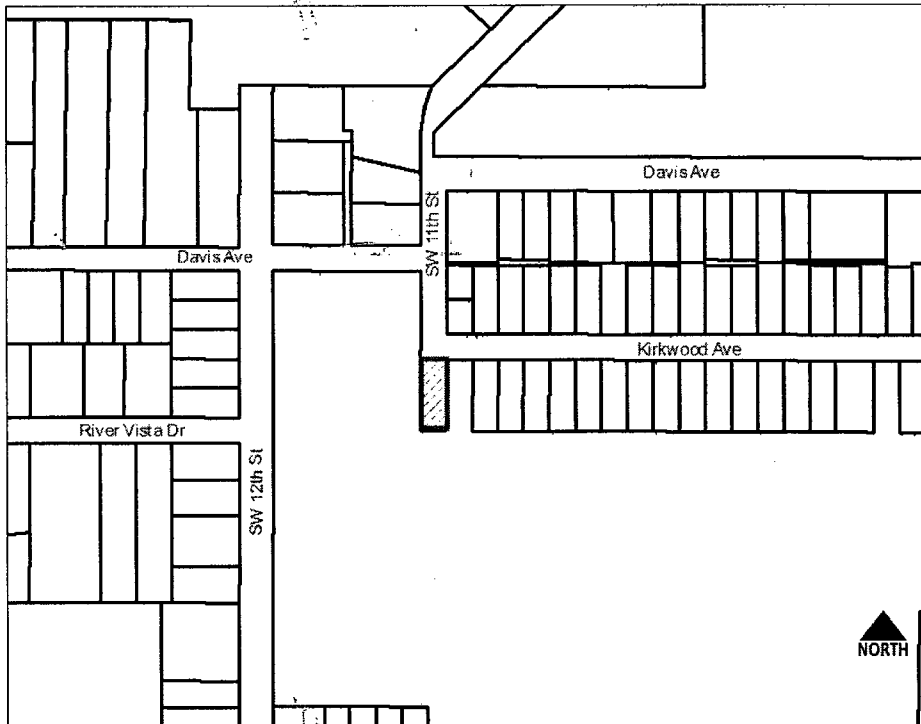 Davis Ave
SW 11th St
Davis Ave
Kirkwood Ave
River Vista Dr
SW 12th St
NORTH